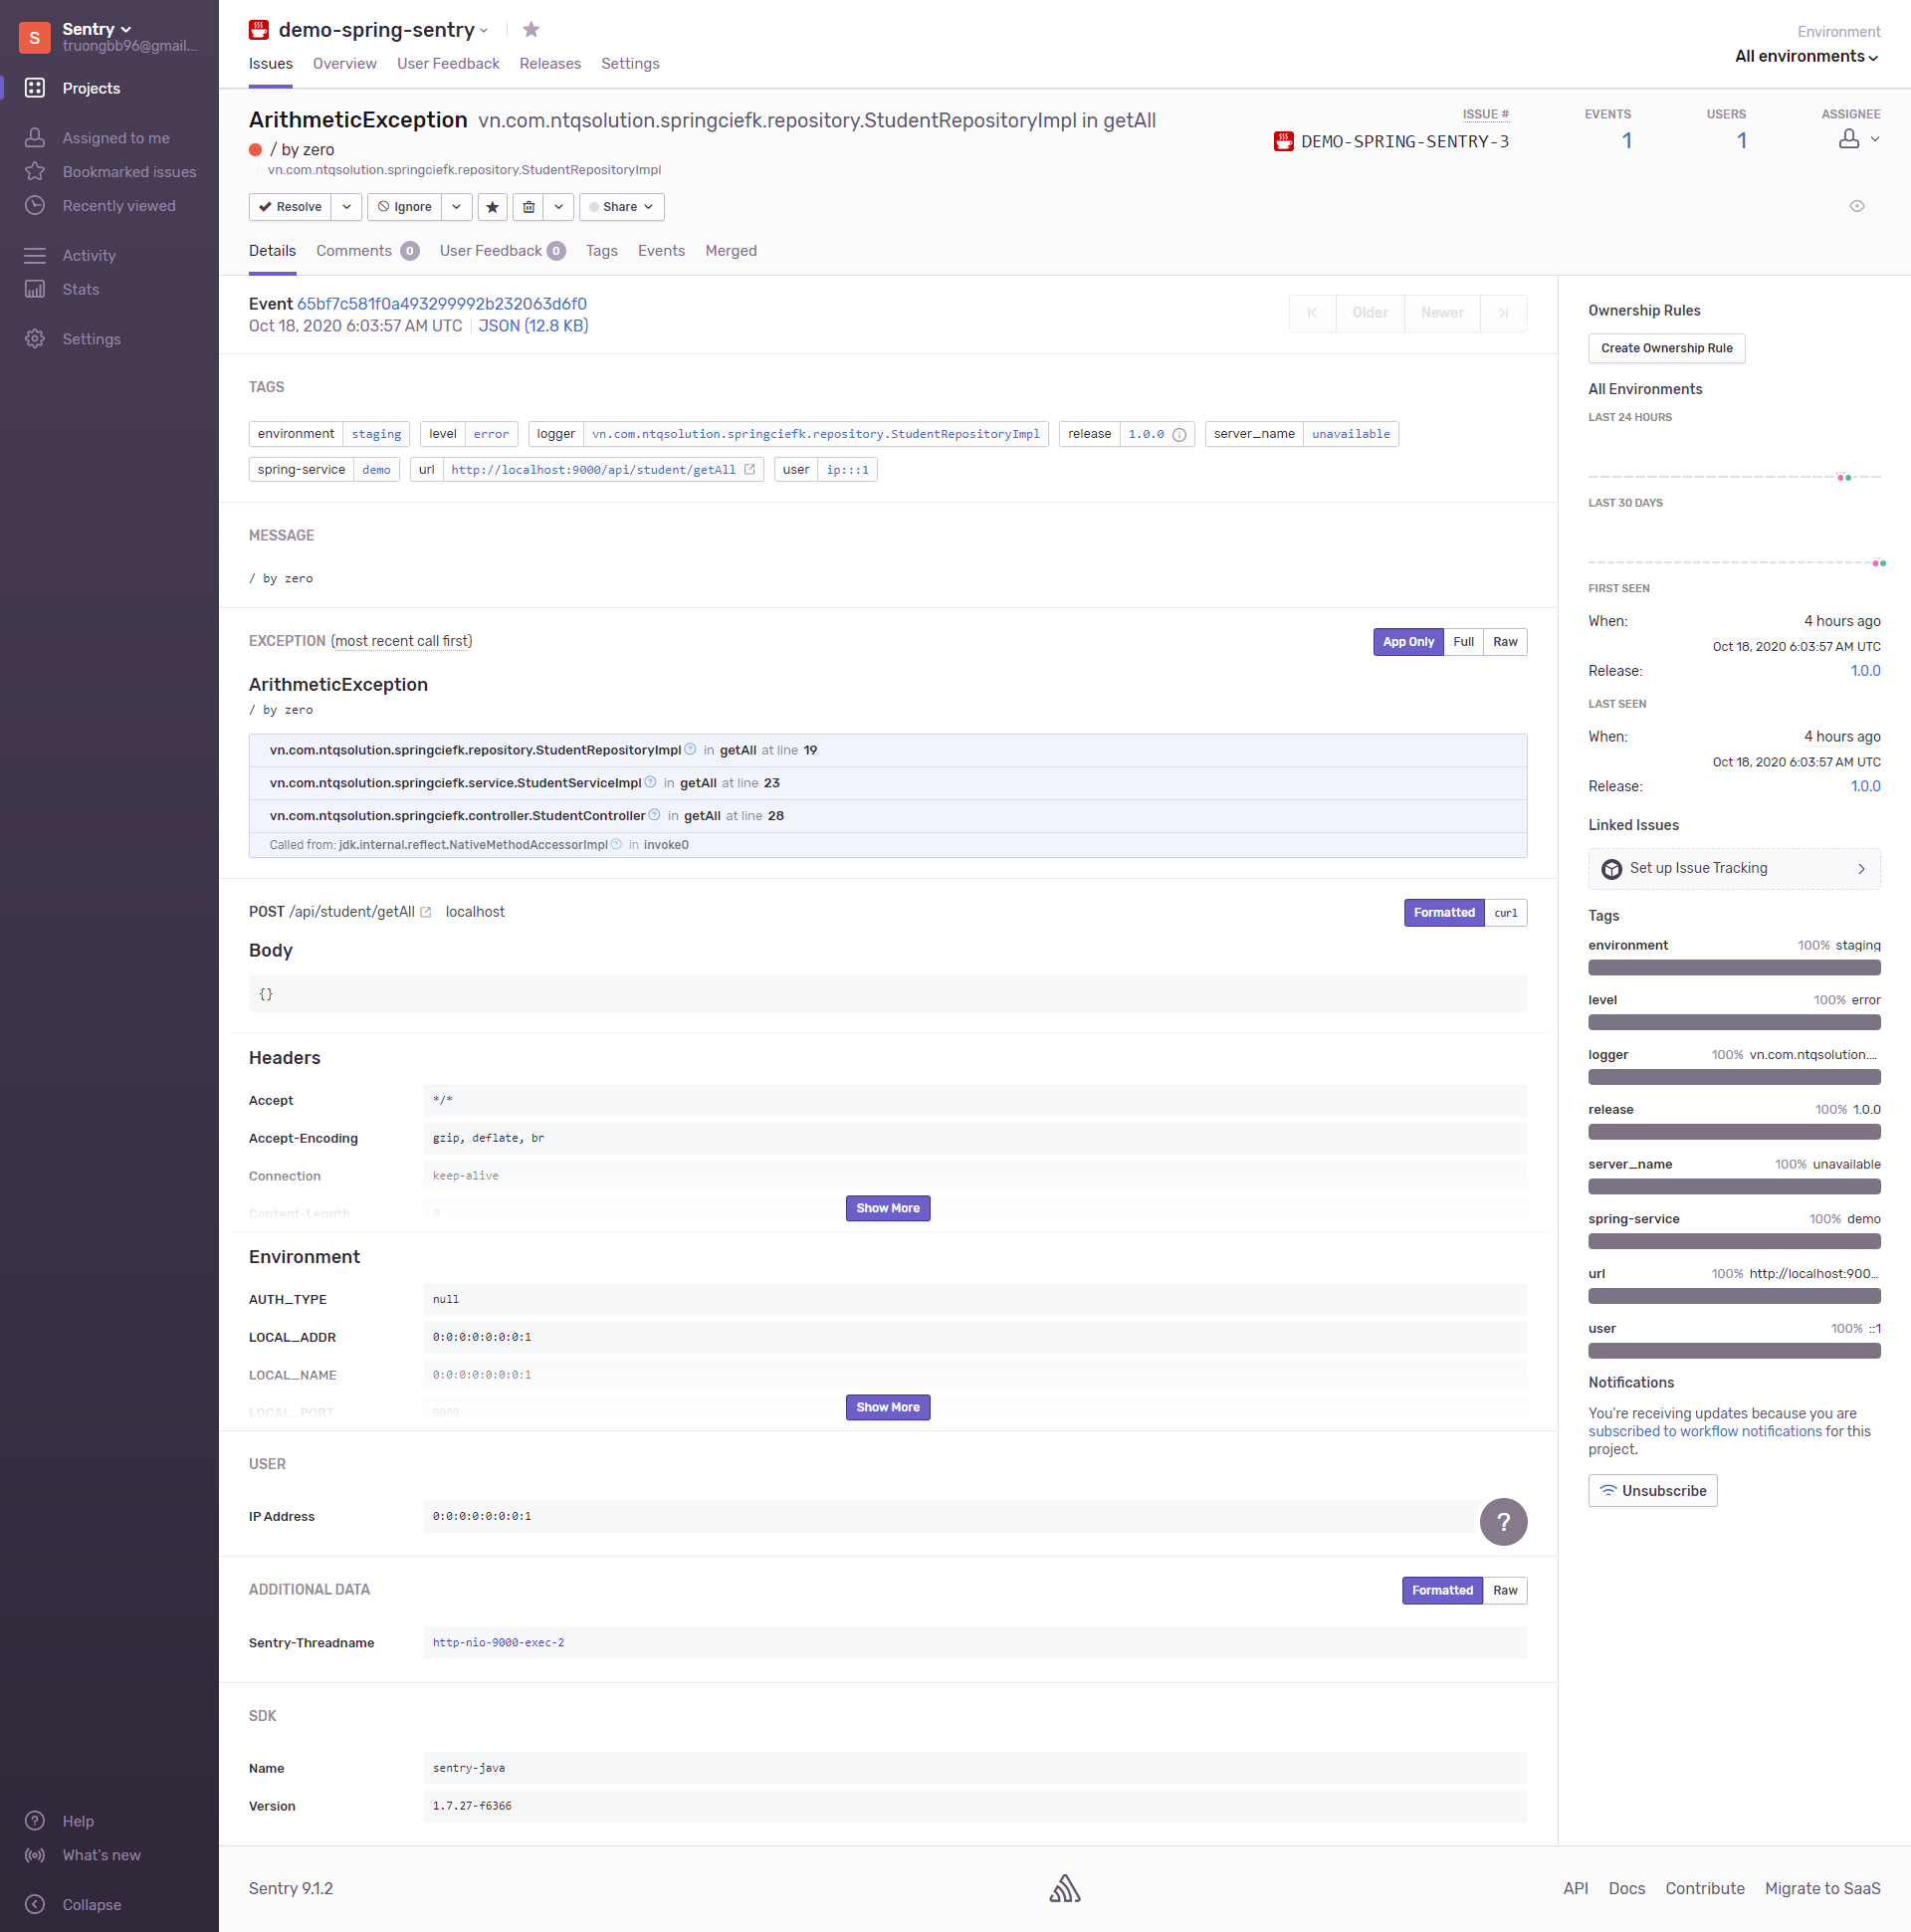 S
Sentry
truongbb96@gmail....
Projects
Assigned to me
Bookmarked issues
Recently viewed
Activity
Stats
Settings
Help
What's new
Collapse
demo-spring-sentry
Issues Overview User Feedback Releases Settings
Environment
All environments
ArithmeticException vn.com.ntqsolution.springciefk.repository.StudentRepositoryImpl in getAll
/ by zero
vn.com.ntqsolution.springciefk.repository.StudentRepositoryImpl
ISSUE # EVENTS USERS ASSIGNEE
DEMO-SPRING-SENTRY-3 1 1
Resolve Ignore Share
Details Comments 0 User Feedback 0 Tags Events Merged
Event 65bf7c581f0a493299992b232063d6f0
Oct 18, 2020 6:03:57 AM UTC JSON (12.8 KB)
Older Newer
TAGS
environment staging level error logger vn.com.ntqsolution.springciefk.repository.StudentRepositoryImpl release 1.0.0 server_name unavailable
spring-service demo url http://localhost:9000/api/student/getAll user ip:::1
MESSAGE
/ by zero
EXCEPTION (most recent call first)
App Only Full Raw
ArithmeticException
/ by zero
vn.com.ntqsolution.springciefk.repository.StudentRepositoryImpl ? in getAll at line 19
vn.com.ntqsolution.springciefk.service.StudentServiceImpl ? in getAll at line 23
vn.com.ntqsolution.springciefk.controller.StudentController ? in getAll at line 28
Called from: jdk.internal.reflect.NativeMethodAccessorImpl ? in invoke0
POST /api/student/getAll localhost
Formatted curl
Body
{}
Headers
Accept */*
Accept-Encoding gzip, deflate, br
Connection keep-alive
Content-Length 0
Show More
Environment
AUTH_TYPE null
LOCAL_ADDR 0:0:0:0:0:0:0:1
LOCAL_NAME 0:0:0:0:0:0:0:1
LOCAL_PORT 9000
Show More
USER
IP Address 0:0:0:0:0:0:0:1
?
ADDITIONAL DATA
Formatted Raw
Sentry-Threadname http-nio-9000-exec-2
SDK
Name sentry-java
Version 1.7.27-f6366
Ownership Rules
Create Ownership Rule
All Environments
LAST 24 HOURS
LAST 30 DAYS
FIRST SEEN
When: 4 hours ago
Oct 18, 2020 6:03:57 AM UTC
Release: 1.0.0
LAST SEEN
When: 4 hours ago
Oct 18, 2020 6:03:57 AM UTC
Release: 1.0.0
Linked Issues
Set up Issue Tracking
Tags
environment 100% staging
level 100% error
logger 100% vn.com.ntqsolution....
release 100% 1.0.0
server_name 100% unavailable
spring-service 100% demo
url 100% http://localhost:900...
user 100% ::1
Notifications
You're receiving updates because you are
subscribed to workflow notifications for this
project.
Unsubscribe
Sentry 9.1.2
API Docs Contribute Migrate to SaaS